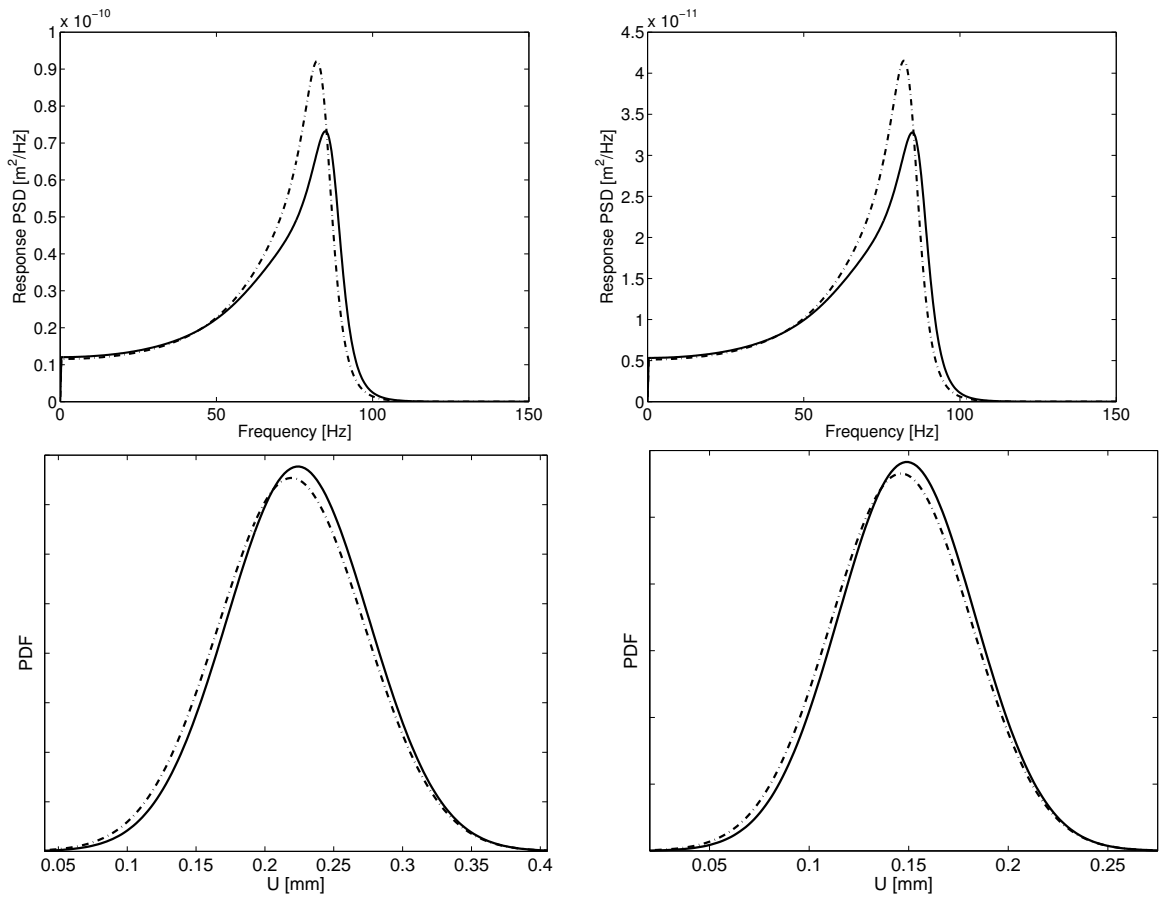 x 10⁻¹⁰
1
0.9
0.8
0.7
0.6
0.5
0.4
0.3
0.2
0.1
0
Response PSD [m²/Hz]
0 50 100 150
Frequency [Hz]
x 10⁻¹¹
4.5
4
3.5
3
2.5
2
1.5
1
0.5
0
Response PSD [m²/Hz]
0 50 100 150
Frequency [Hz]
PDF
0.05 0.1 0.15 0.2 0.25 0.3 0.35 0.4
U [mm]
PDF
0.05 0.1 0.15 0.2 0.25
U [mm]